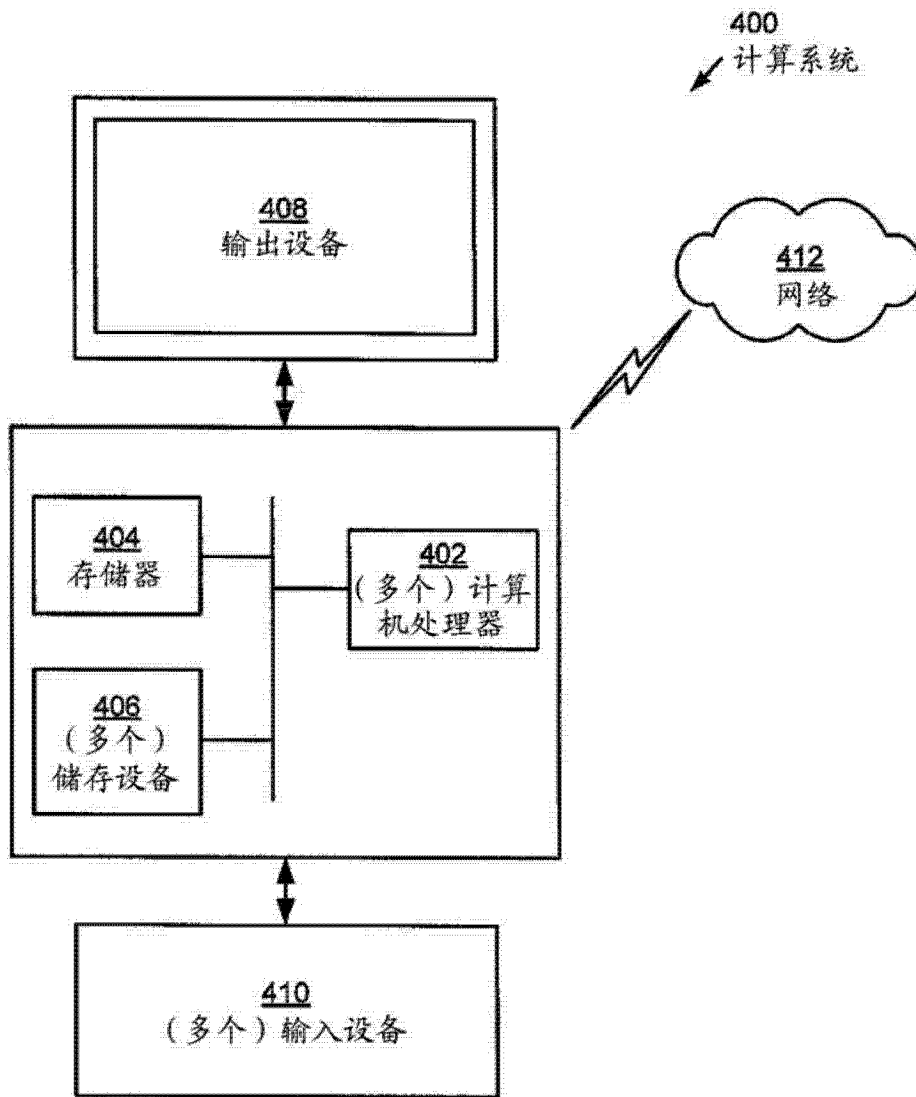 400
计算系统
408
输出设备
412
网络
404
存储器
402
（多个）计算
机处理器
406
（多个）
储存设备
410
（多个）输入设备